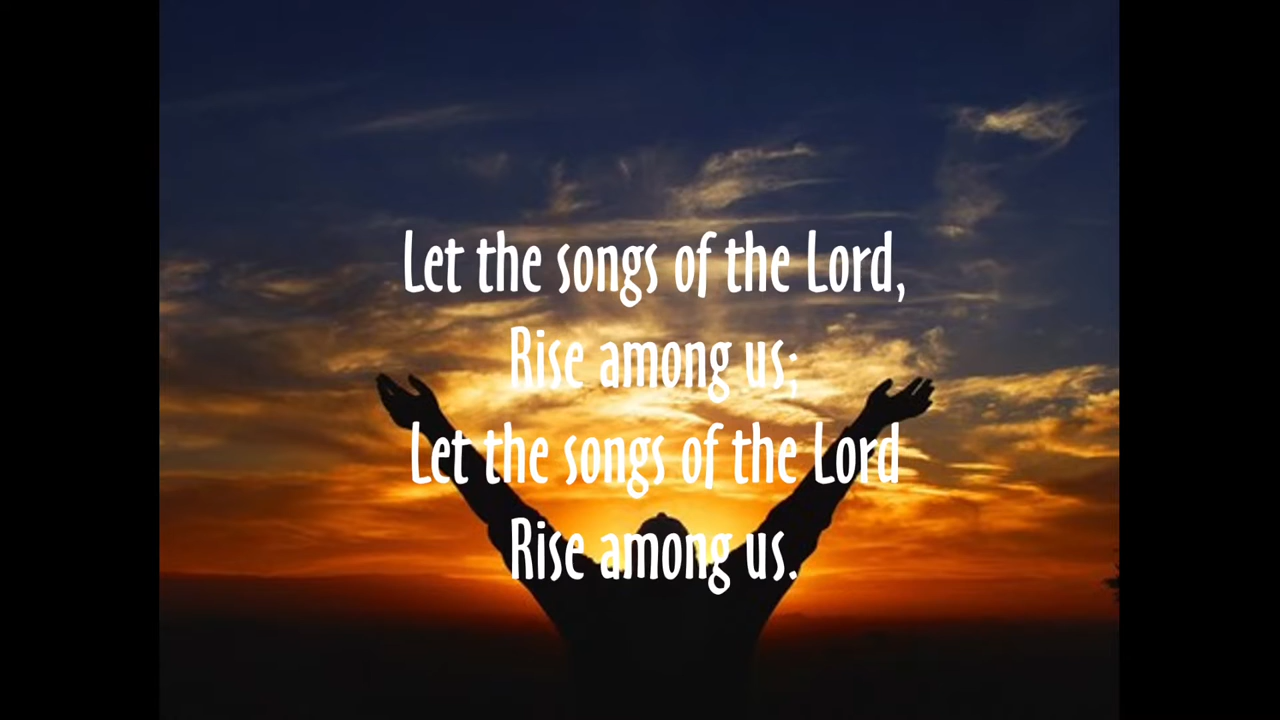 Let the songs of the Lord,
Rise among us;
Let the songs of the Lord
Rise among us.